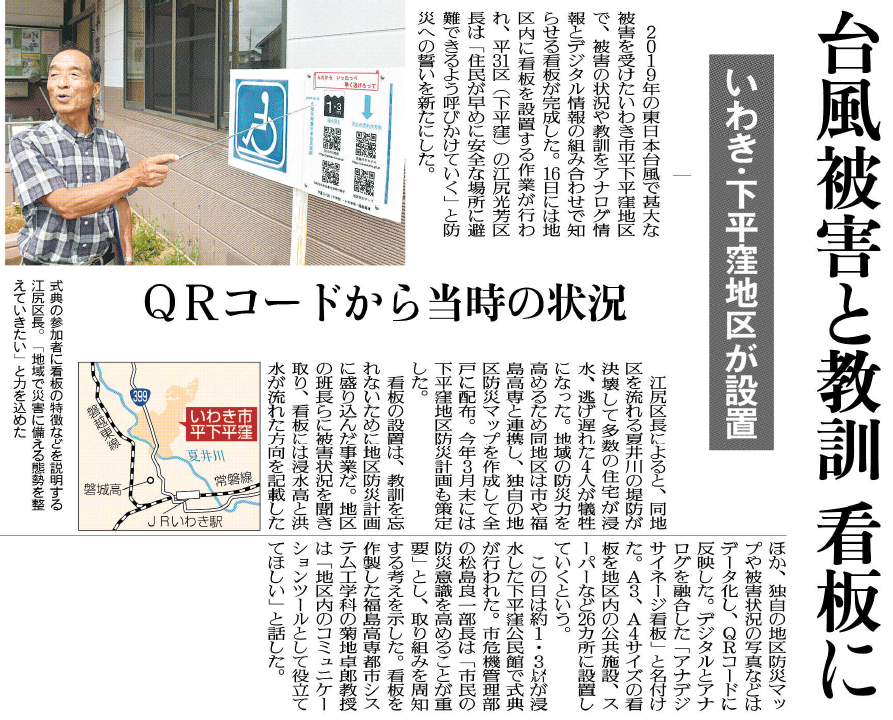 台風被害と教訓 看板に
いわき・下平窪地区が設置
QRコードから当時の状況
　2019年の東日本台風で甚大な
被害を受けたいわき市平下平窪地区
で、被害の状況や教訓をアナログ情
報とデジタル情報の組み合わせで知
らせる看板が完成した。16日には地
区内に看板を設置する作業が行わ
れ、平31区（下平窪）の江尻光芳区
長は「住民が早めに安全な場所に避
難できるよう呼びかけていく」と防
災への誓いを新たにした。
　江尻区長によると、同地
区を流れる夏井川の堤防が
決壊して多数の住宅が浸
水、逃げ遅れた4人が犠牲
になった。地域の防災力を
高めるため同地区は市や福
島高専と連携し、独自の地
区防災マップを作成して全
戸に配布。今年3月末には
下平窪地区防災計画も策定
した。
　看板の設置は、教訓を忘
れないために地区防災計画
に盛り込んだ事業だ。地区
の班長らに被害状況を聞き
取り、看板には浸水高と洪
水が流れた方向を記載した
ほか、独自の地区防災マッ
プや被害状況の写真などは
データ化し、QRコードに
反映した。デジタルとアナ
ログを融合した「アナデジ
サイネージ看板」と名付け
た。A3、A4サイズの看
板を地区内の公共施設、ス
ーパーなど26カ所に設置し
ていくという。
　この日は約1・3㍍が浸
水した下平窪公民館で式典
が行われた。市危機管理部
の松島良一部長は「市民の
防災意識を高めることが重
要」とし、取り組みを周知
する考えを示した。看板を
作製した福島高専都市シス
テム工学科の菊地卓郎教授
は「地区内のコミュニケー
ションツールとして役立て
てほしい」と話した。
式典の参加者に看板の特徴などを説明する
江尻区長。「地域で災害に備える態勢を整
えていきたい」と力を込めた
399
いわき市
平下平窪
磐越東線
夏井川
磐城高
常磐線
JRいわき駅
早く逃げろって
1・3